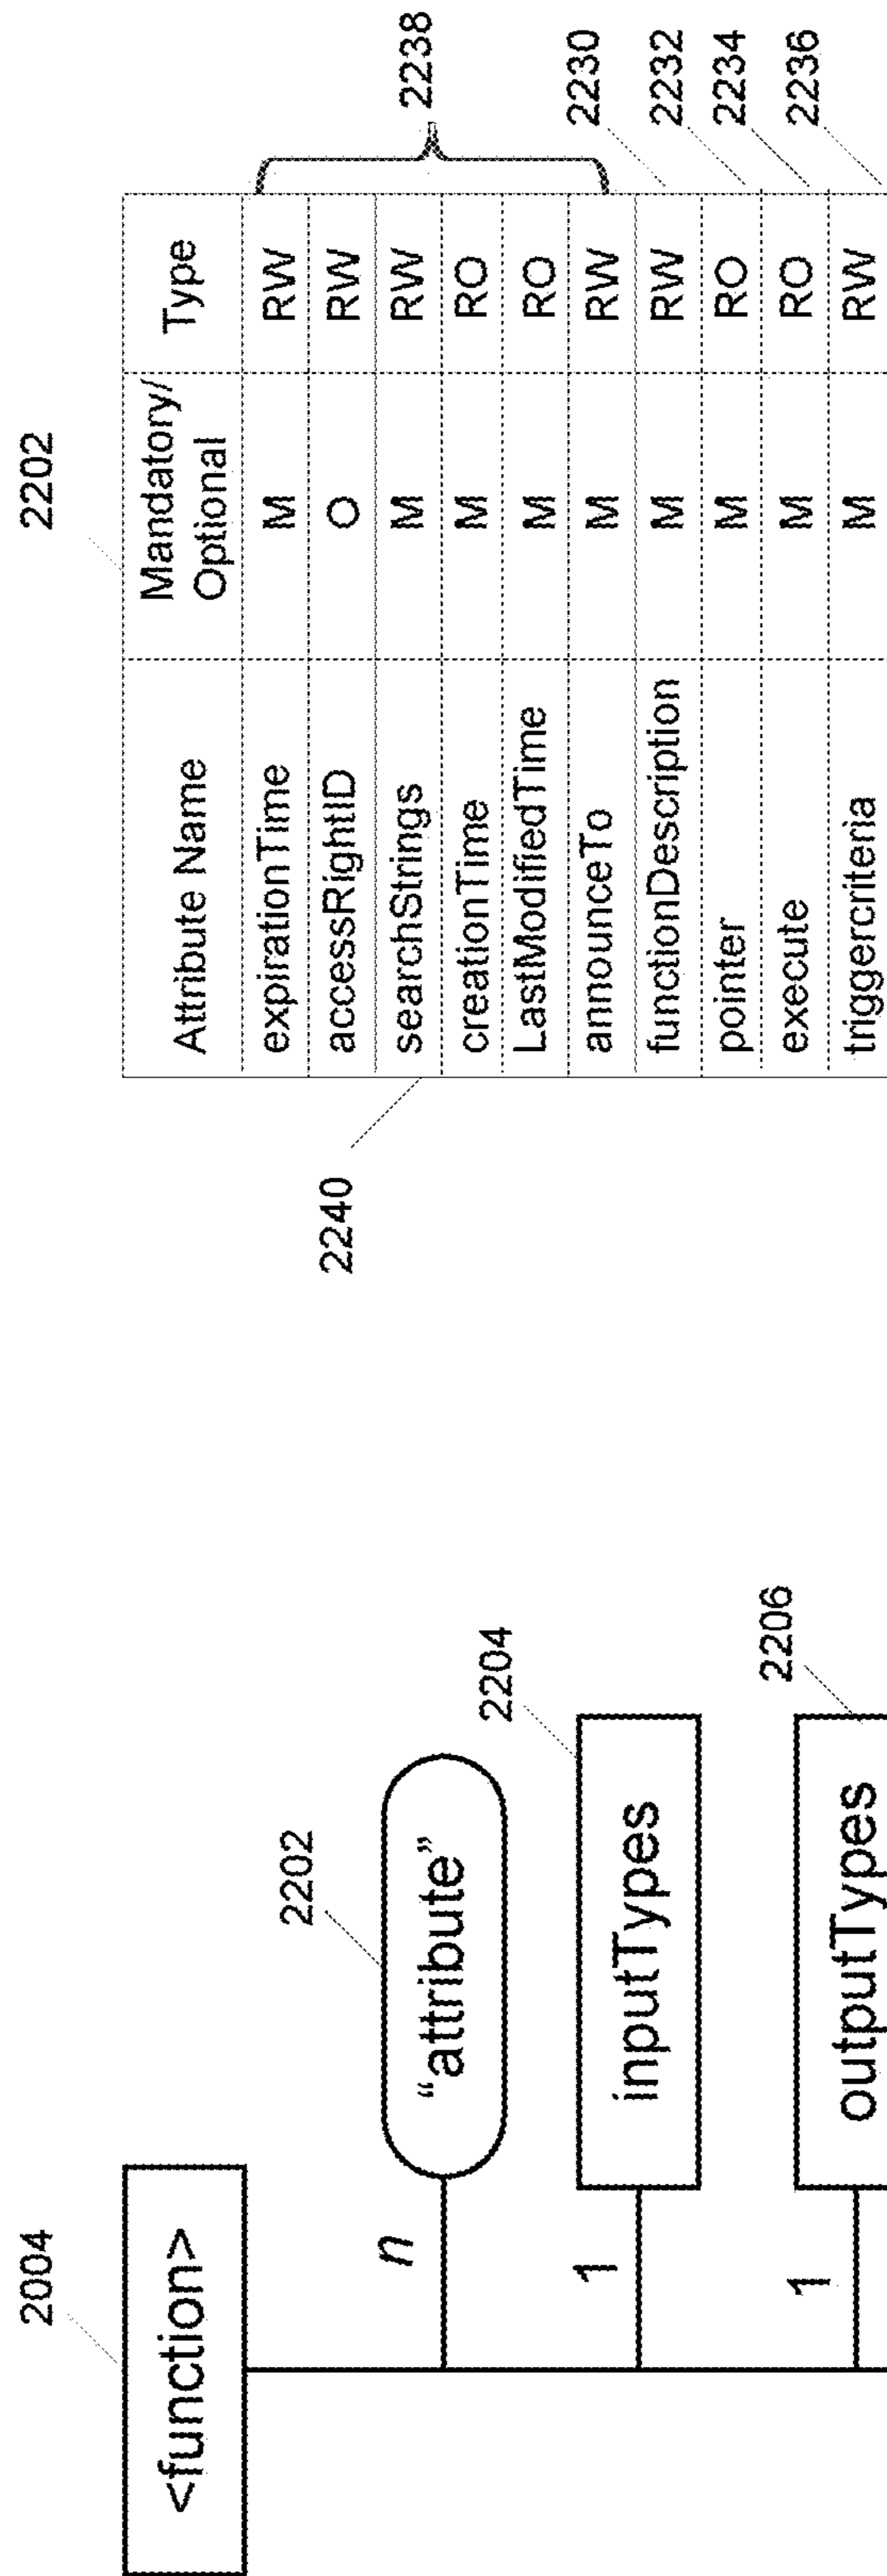 2004
<function>
n
2202
“attribute”
1
2204
inputTypes
1
2206
outputTypes
2202
2240
Attribute Name Mandatory/ Type
Optional
expirationTime M RW
accessRightID O RW
searchStrings M RW
creationTime M RO
LastModifiedTime M RO
announceTo M RW
functionDescription M RW
pointer M RO
execute M RO
triggercriteria M RW
2238
2230
2232
2234
2236